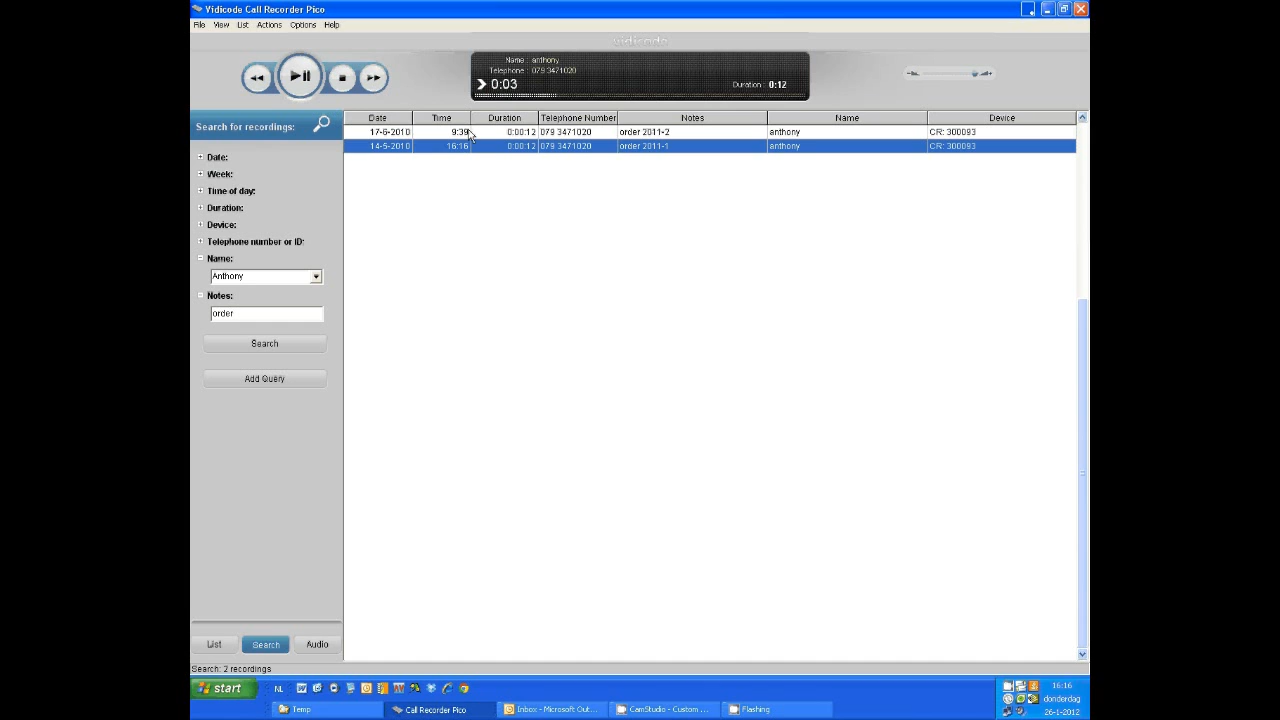 Vidicode Call Recorder Pico
File View List Actions Options Help
vidicode
Name : anthony
Telephone : 079 3471020
0:03
Duration : 0:12
Search for recordings:
Date Time Duration Telephone Number Notes Name Device
17-6-2010 9:39 0:00:12 079 3471020 order 2011-2 anthony CR: 300093
14-5-2010 16:16 0:00:12 079 3471020 order 2011-1 anthony CR: 300093
Date:
Week:
Time of day:
Duration:
Device:
Telephone number or ID:
Name:
Anthony
Notes:
order
Search
Add Query
List Search Audio
Search: 2 recordings
start NL 16:16
donderdag
Temp Call Recorder Pico Inbox - Microsoft Out... CamStudio - Custom ... Flashing 26-1-2012